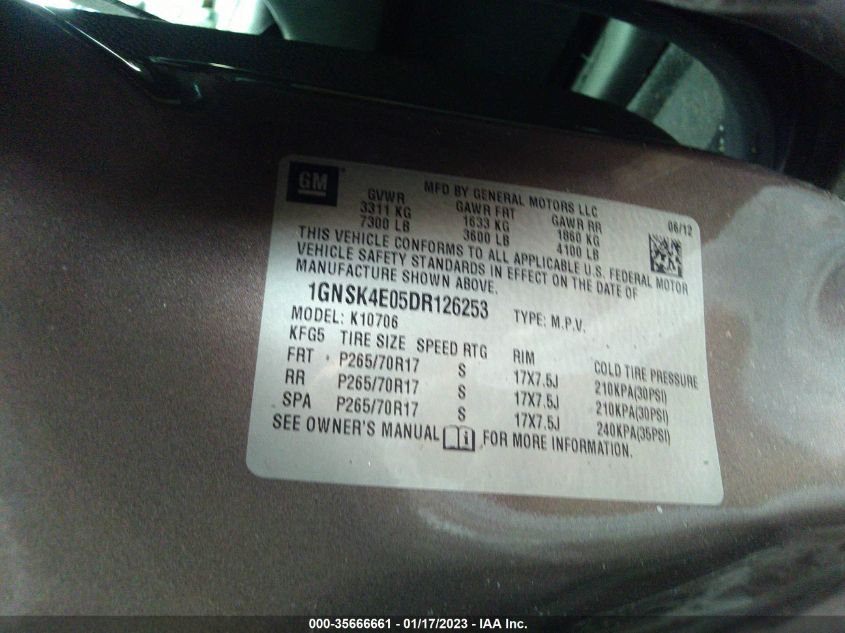 GM
MFD BY GENERAL MOTORS LLC
GVWR GAWR FRT GAWR RR 06/12
3311 KG 1633 KG 1860 KG
7300 LB 3600 LB 4100 LB
THIS VEHICLE CONFORMS TO ALL APPLICABLE U.S. FEDERAL MOTOR
VEHICLE SAFETY STANDARDS IN EFFECT ON THE DATE OF
MANUFACTURE SHOWN ABOVE.
1GNSK4E05DR126253 TYPE: M.P.V.
MODEL: K10706
KFG5 TIRE SIZE SPEED RTG RIM COLD TIRE PRESSURE
FRT P265/70R17 S 17X7.5J 210KPA(30PSI)
RR P265/70R17 S 17X7.5J 210KPA(30PSI)
SPA P265/70R17 S 17X7.5J 240KPA(35PSI)
SEE OWNER'S MANUAL i FOR MORE INFORMATION.
000-35666661 - 01/17/2023 - IAA Inc.